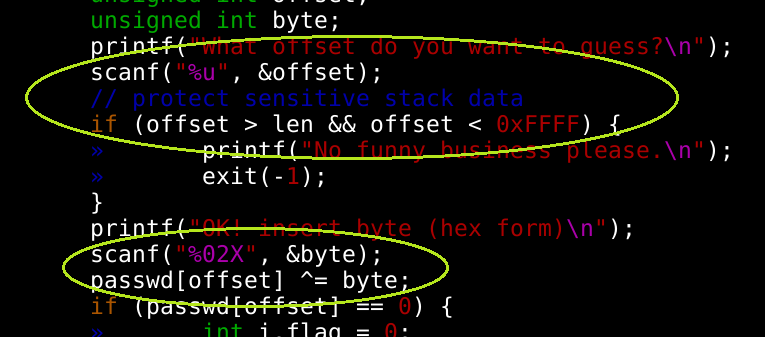 unsigned int offset;
unsigned int byte;
printf("What offset do you want to guess?\n");
scanf("%u", &offset);
// protect sensitive stack data
if (offset > len && offset < 0xFFFF) {
» printf("No funny business please.\n");
» exit(-1);
}
printf("OK! insert byte (hex form)\n");
scanf("%02X", &byte);
passwd[offset] ^= byte;
if (passwd[offset] == 0) {
» int i,flag = 0;